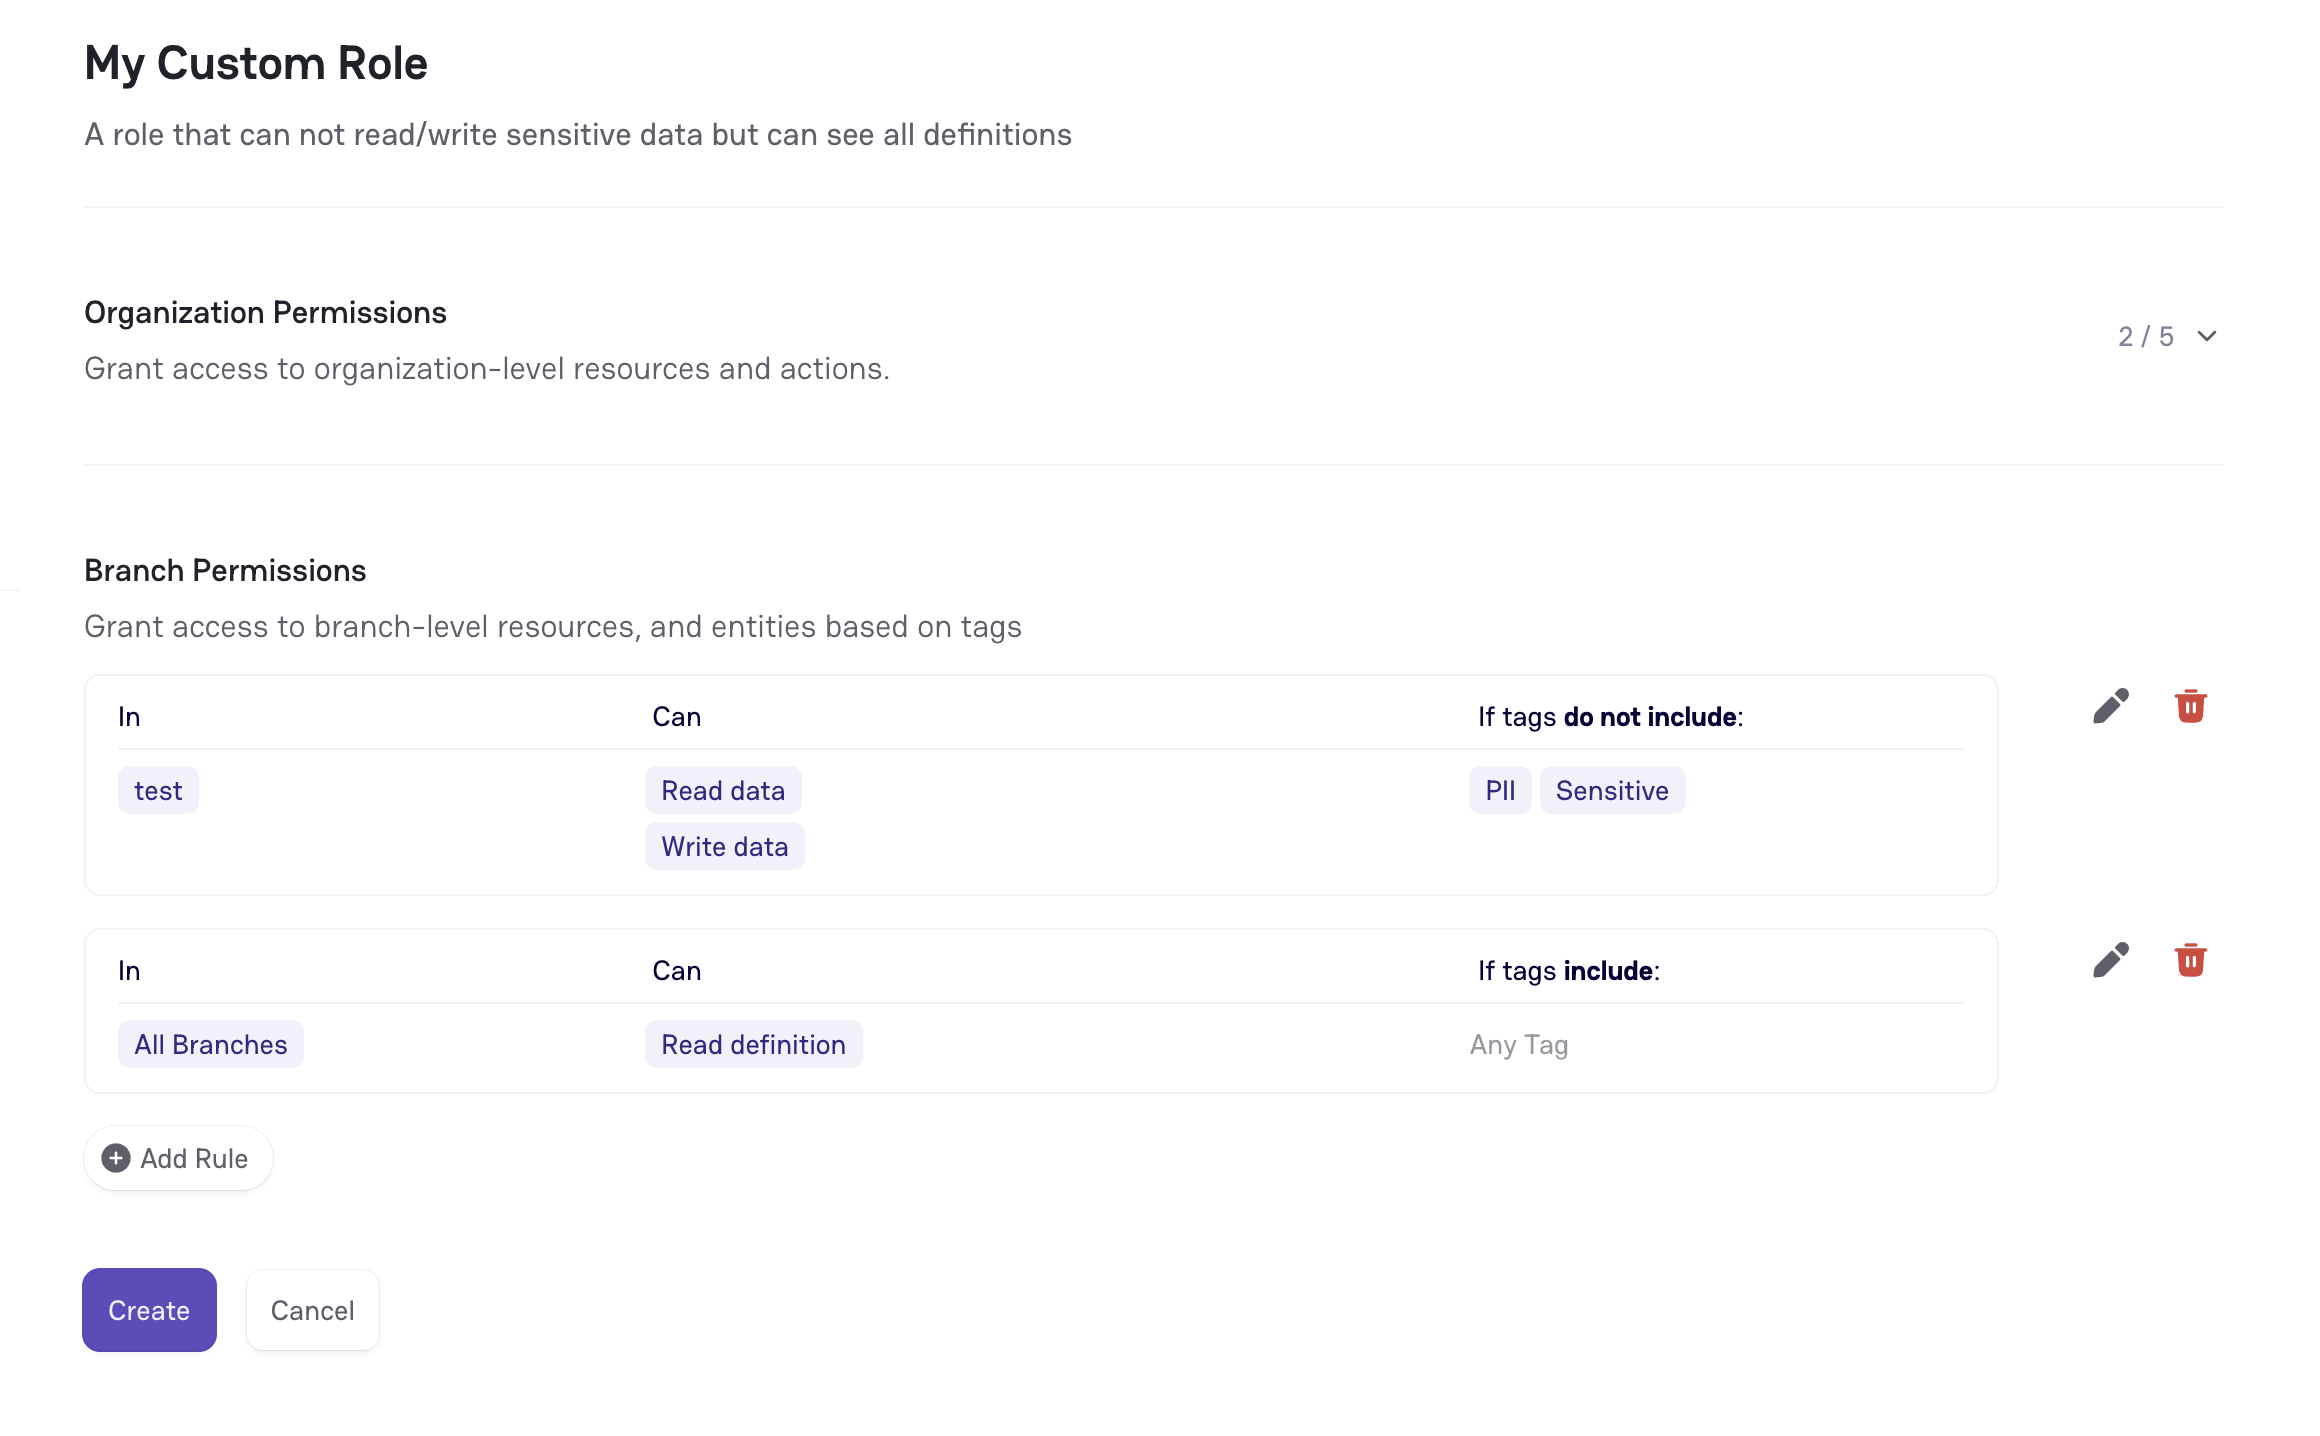 My Custom Role
A role that can not read/write sensitive data but can see all definitions
Organization Permissions
Grant access to organization-level resources and actions.
2 / 5
Branch Permissions
Grant access to branch-level resources, and entities based on tags
In Can If tags do not include:
test Read data PII Sensitive
Write data
In Can If tags include:
All Branches Read definition Any Tag
Add Rule
Create Cancel